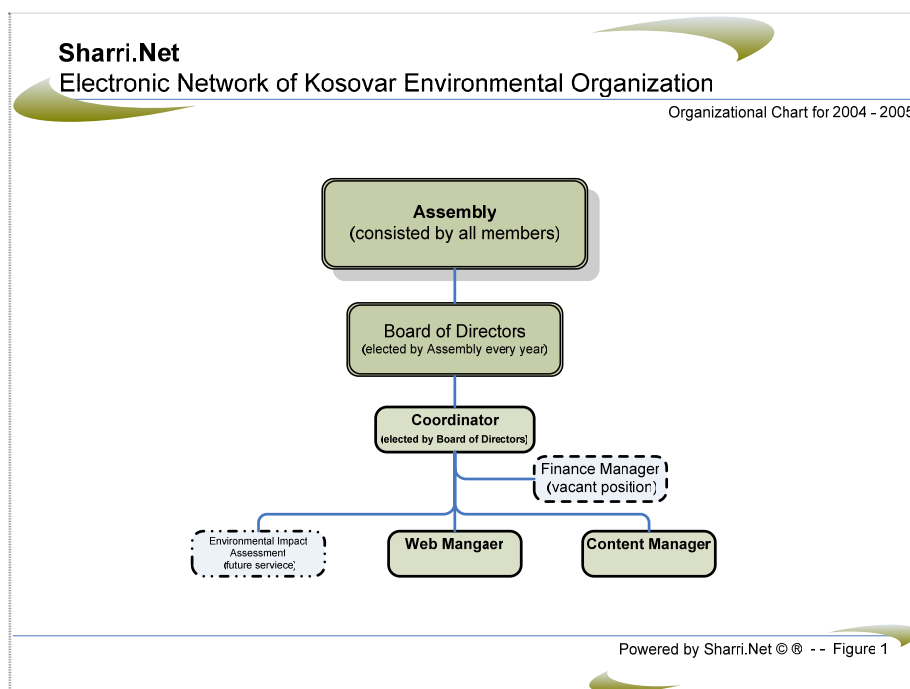 Sharri.Net
Electronic Network of Kosovar Environmental Organization
Organizational Chart for 2004 - 2005
Assembly
(consisted by all members)
Board of Directors
(elected by Assembly every year)
Coordinator
(elected by Board of Directors)
Finance Manager
(vacant position)
Environmental Impact
Assessment
(future serviece)
Web Mangaer
Content Manager
Powered by Sharri.Net © ® - - Figure 1